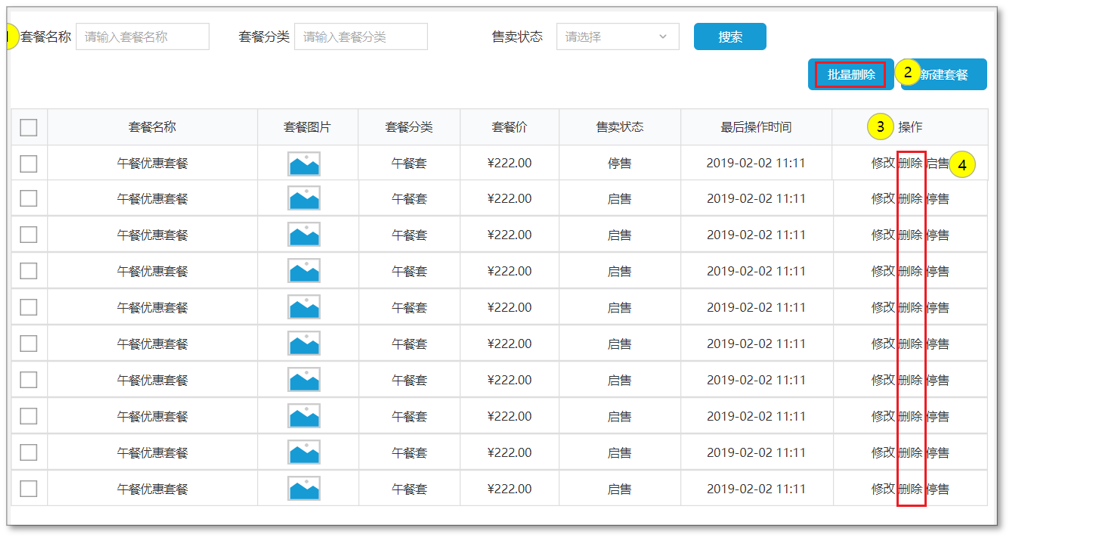 1 套餐名称 请输入套餐名称 套餐分类 请输入套餐分类 售卖状态 请选择 搜索
批量删除 2 新建套餐
套餐名称 套餐图片 套餐分类 套餐价 售卖状态 最后操作时间 3 操作
午餐优惠套餐 午餐套 ¥222.00 停售 2019-02-02 11:11 修改 删除 启售 4
午餐优惠套餐 午餐套 ¥222.00 启售 2019-02-02 11:11 修改 删除 停售
午餐优惠套餐 午餐套 ¥222.00 启售 2019-02-02 11:11 修改 删除 停售
午餐优惠套餐 午餐套 ¥222.00 启售 2019-02-02 11:11 修改 删除 停售
午餐优惠套餐 午餐套 ¥222.00 启售 2019-02-02 11:11 修改 删除 停售
午餐优惠套餐 午餐套 ¥222.00 启售 2019-02-02 11:11 修改 删除 停售
午餐优惠套餐 午餐套 ¥222.00 启售 2019-02-02 11:11 修改 删除 停售
午餐优惠套餐 午餐套 ¥222.00 启售 2019-02-02 11:11 修改 删除 停售
午餐优惠套餐 午餐套 ¥222.00 启售 2019-02-02 11:11 修改 删除 停售
午餐优惠套餐 午餐套 ¥222.00 启售 2019-02-02 11:11 修改 删除 停售